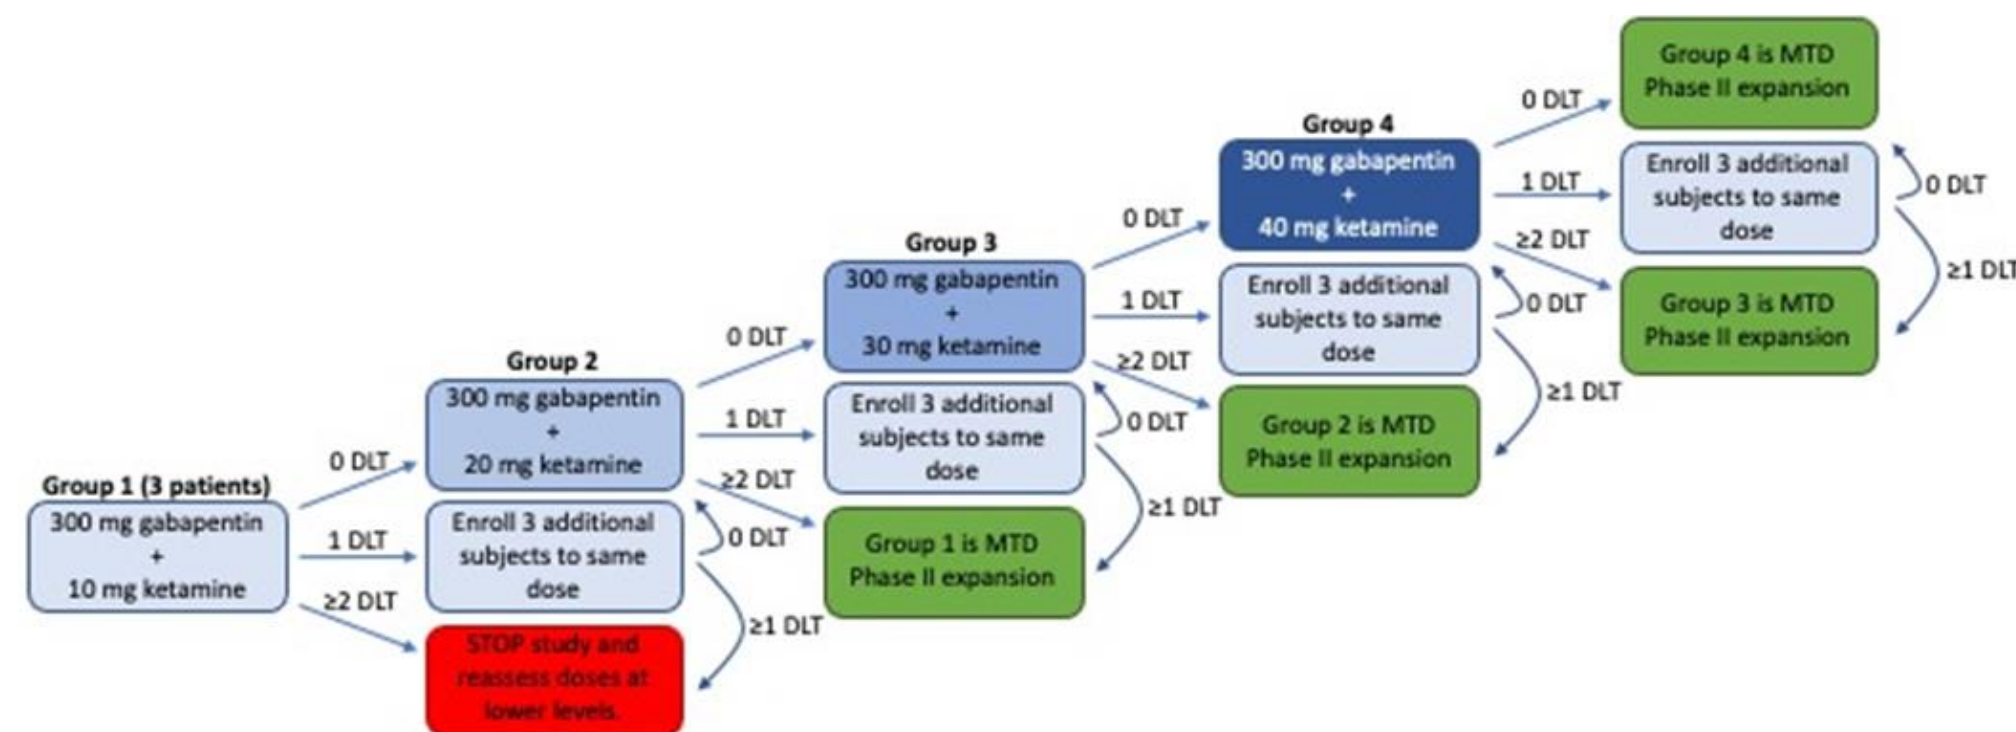 Group 1 (3 patients)
300 mg gabapentin
+
10 mg ketamine
0 DLT
1 DLT
≥2 DLT
Group 2
300 mg gabapentin
+
20 mg ketamine
Enroll 3 additional
subjects to same
dose
STOP study and
reassess doses at
lower levels.
0 DLT
1 DLT
≥2 DLT
0 DLT
≥1 DLT
Group 3
300 mg gabapentin
+
30 mg ketamine
Enroll 3 additional
subjects to same
dose
Group 1 is MTD
Phase II expansion
0 DLT
1 DLT
≥2 DLT
0 DLT
≥1 DLT
Group 4
300 mg gabapentin
+
40 mg ketamine
Enroll 3 additional
subjects to same
dose
Group 2 is MTD
Phase II expansion
0 DLT
1 DLT
≥2 DLT
0 DLT
≥1 DLT
Group 4 is MTD
Phase II expansion
Enroll 3 additional
subjects to same
dose
Group 3 is MTD
Phase II expansion
0 DLT
≥1 DLT